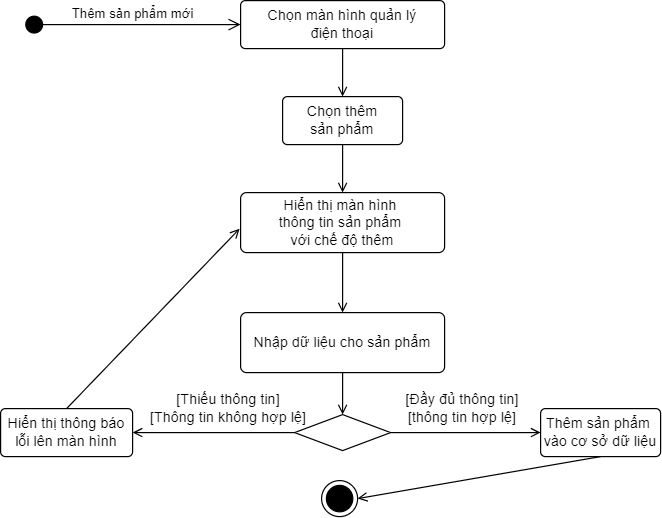 Thêm sản phẩm mới
Chọn màn hình quản lý
điện thoại
Chọn thêm
sản phẩm
Hiển thị màn hình
thông tin sản phẩm
với chế độ thêm
Nhập dữ liệu cho sản phẩm
[Thiếu thông tin]
[Thông tin không hợp lệ]
[Đầy đủ thông tin]
[thông tin hợp lệ]
Hiển thị thông báo
lỗi lên màn hình
Thêm sản phẩm
vào cơ sở dữ liệu